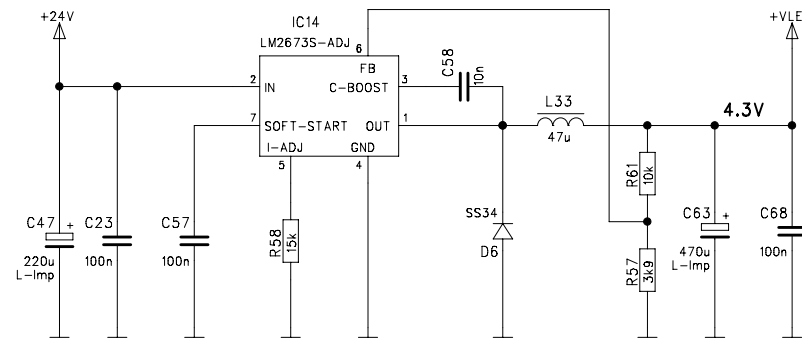 +24V
IC14
LM2673S-ADJ
6
FB
2
IN
C-BOOST
3
C58
10n
7
SOFT-START
OUT
1
I-ADJ
GND
5
4
L33
47u
4.3V
+VLE
R61
10k
C47
+
220u
L-Imp
C23
100n
C57
100n
R58
15k
SS34
D6
R57
3k9
C63
+
470u
L-Imp
C68
100n